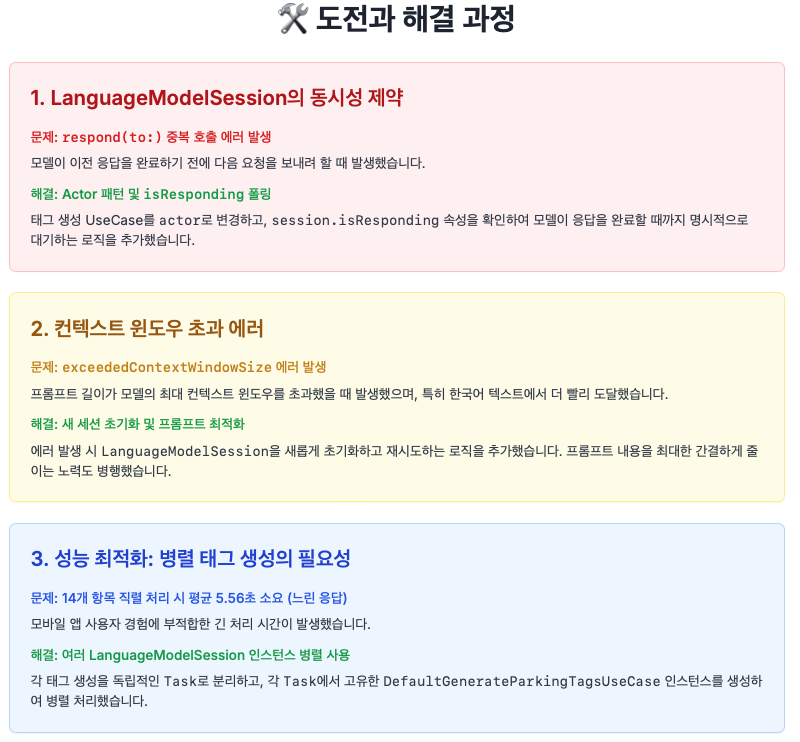 🛠️ 도전과 해결 과정
1. LanguageModelSession의 동시성 제약
문제: respond(to:) 중복 호출 에러 발생
모델이 이전 응답을 완료하기 전에 다음 요청을 보내려 할 때 발생했습니다.
해결: Actor 패턴 및 isResponding 폴링
태그 생성 UseCase를 actor로 변경하고, session.isResponding 속성을 확인하여 모델이 응답을 완료할 때까지 명시적으로
대기하는 로직을 추가했습니다.
2. 컨텍스트 윈도우 초과 에러
문제: exceededContextWindowSize 에러 발생
프롬프트 길이가 모델의 최대 컨텍스트 윈도우를 초과했을 때 발생했으며, 특히 한국어 텍스트에서 더 빨리 도달했습니다.
해결: 새 세션 초기화 및 프롬프트 최적화
에러 발생 시 LanguageModelSession을 새롭게 초기화하고 재시도하는 로직을 추가했습니다. 프롬프트 내용을 최대한 간결하게 줄
이는 노력도 병행했습니다.
3. 성능 최적화: 병렬 태그 생성의 필요성
문제: 14개 항목 직렬 처리 시 평균 5.56초 소요 (느린 응답)
모바일 앱 사용자 경험에 부적합한 긴 처리 시간이 발생했습니다.
해결: 여러 LanguageModelSession 인스턴스 병렬 사용
각 태그 생성을 독립적인 Task로 분리하고, 각 Task에서 고유한 DefaultGenerateParkingTagsUseCase 인스턴스를 생성하
여 병렬 처리했습니다.